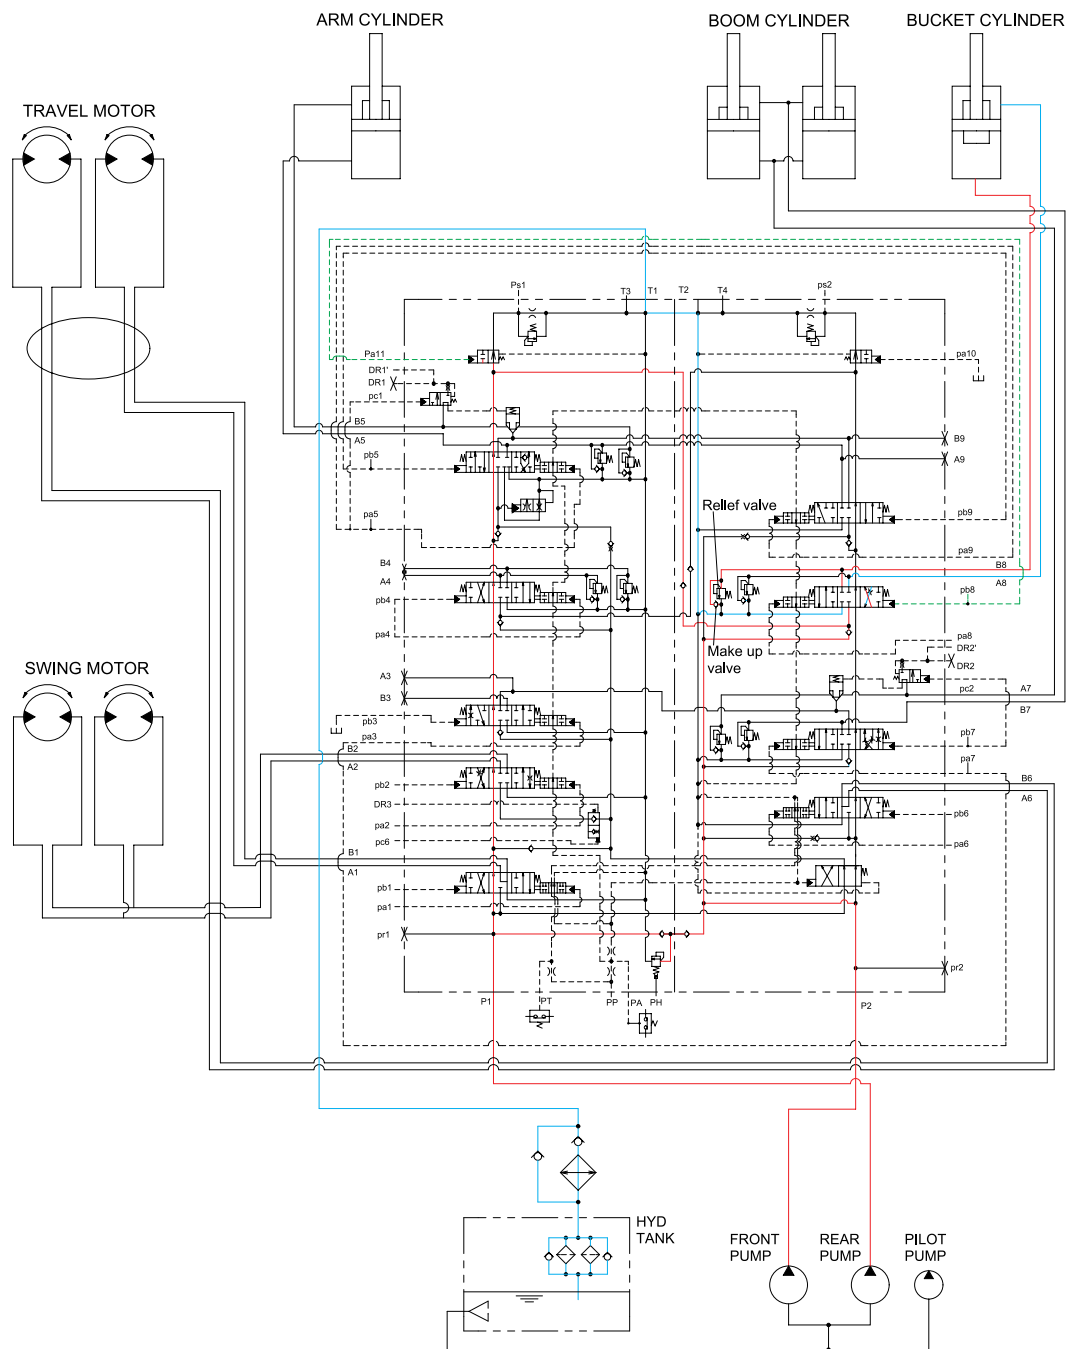 ARM CYLINDER
BOOM CYLINDER
BUCKET CYLINDER
TRAVEL MOTOR
Ps1
T3
T1
T2
T4
ps2
Pa11
pa10
DR1'
DR1
pc1
B5
A5
B9
A9
pb5
Rellef valve
pa5
pb9
pa9
B4
A4
B8
A8
pb4
pb8
pa4
pa8
DR2'
DR2
Make up
valve
SWING MOTOR
A3
B3
pc2
A7
B7
pb3
pa3
pb7
pa7
B2
A2
B6
A6
pb2
DR3
pa2
pb6
pc6
pa6
B1
A1
pb1
pa1
pr1
pr2
P1
PT
PP
PA
PH
P2
HYD
TANK
FRONT
PUMP
REAR
PUMP
PILOT
PUMP